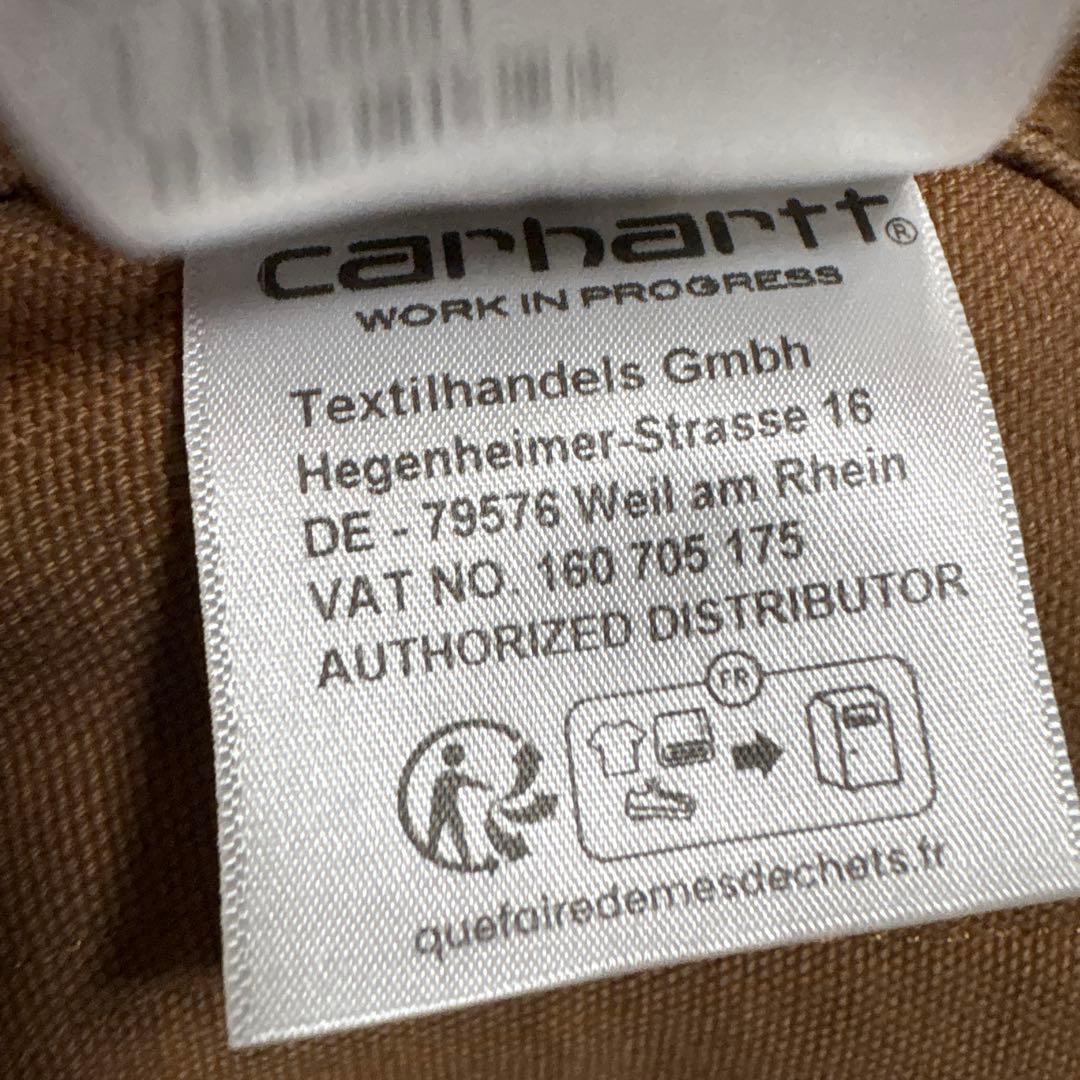 carhartt®
WORK IN PROGRESS
Textilhandels Gmbh
Hegenheimer-Strasse 16
DE - 79576 Weil am Rhein
VAT NO. 160 705 175
AUTHORIZED DISTRIBUTOR
FR
quefairedemesdechets.fr